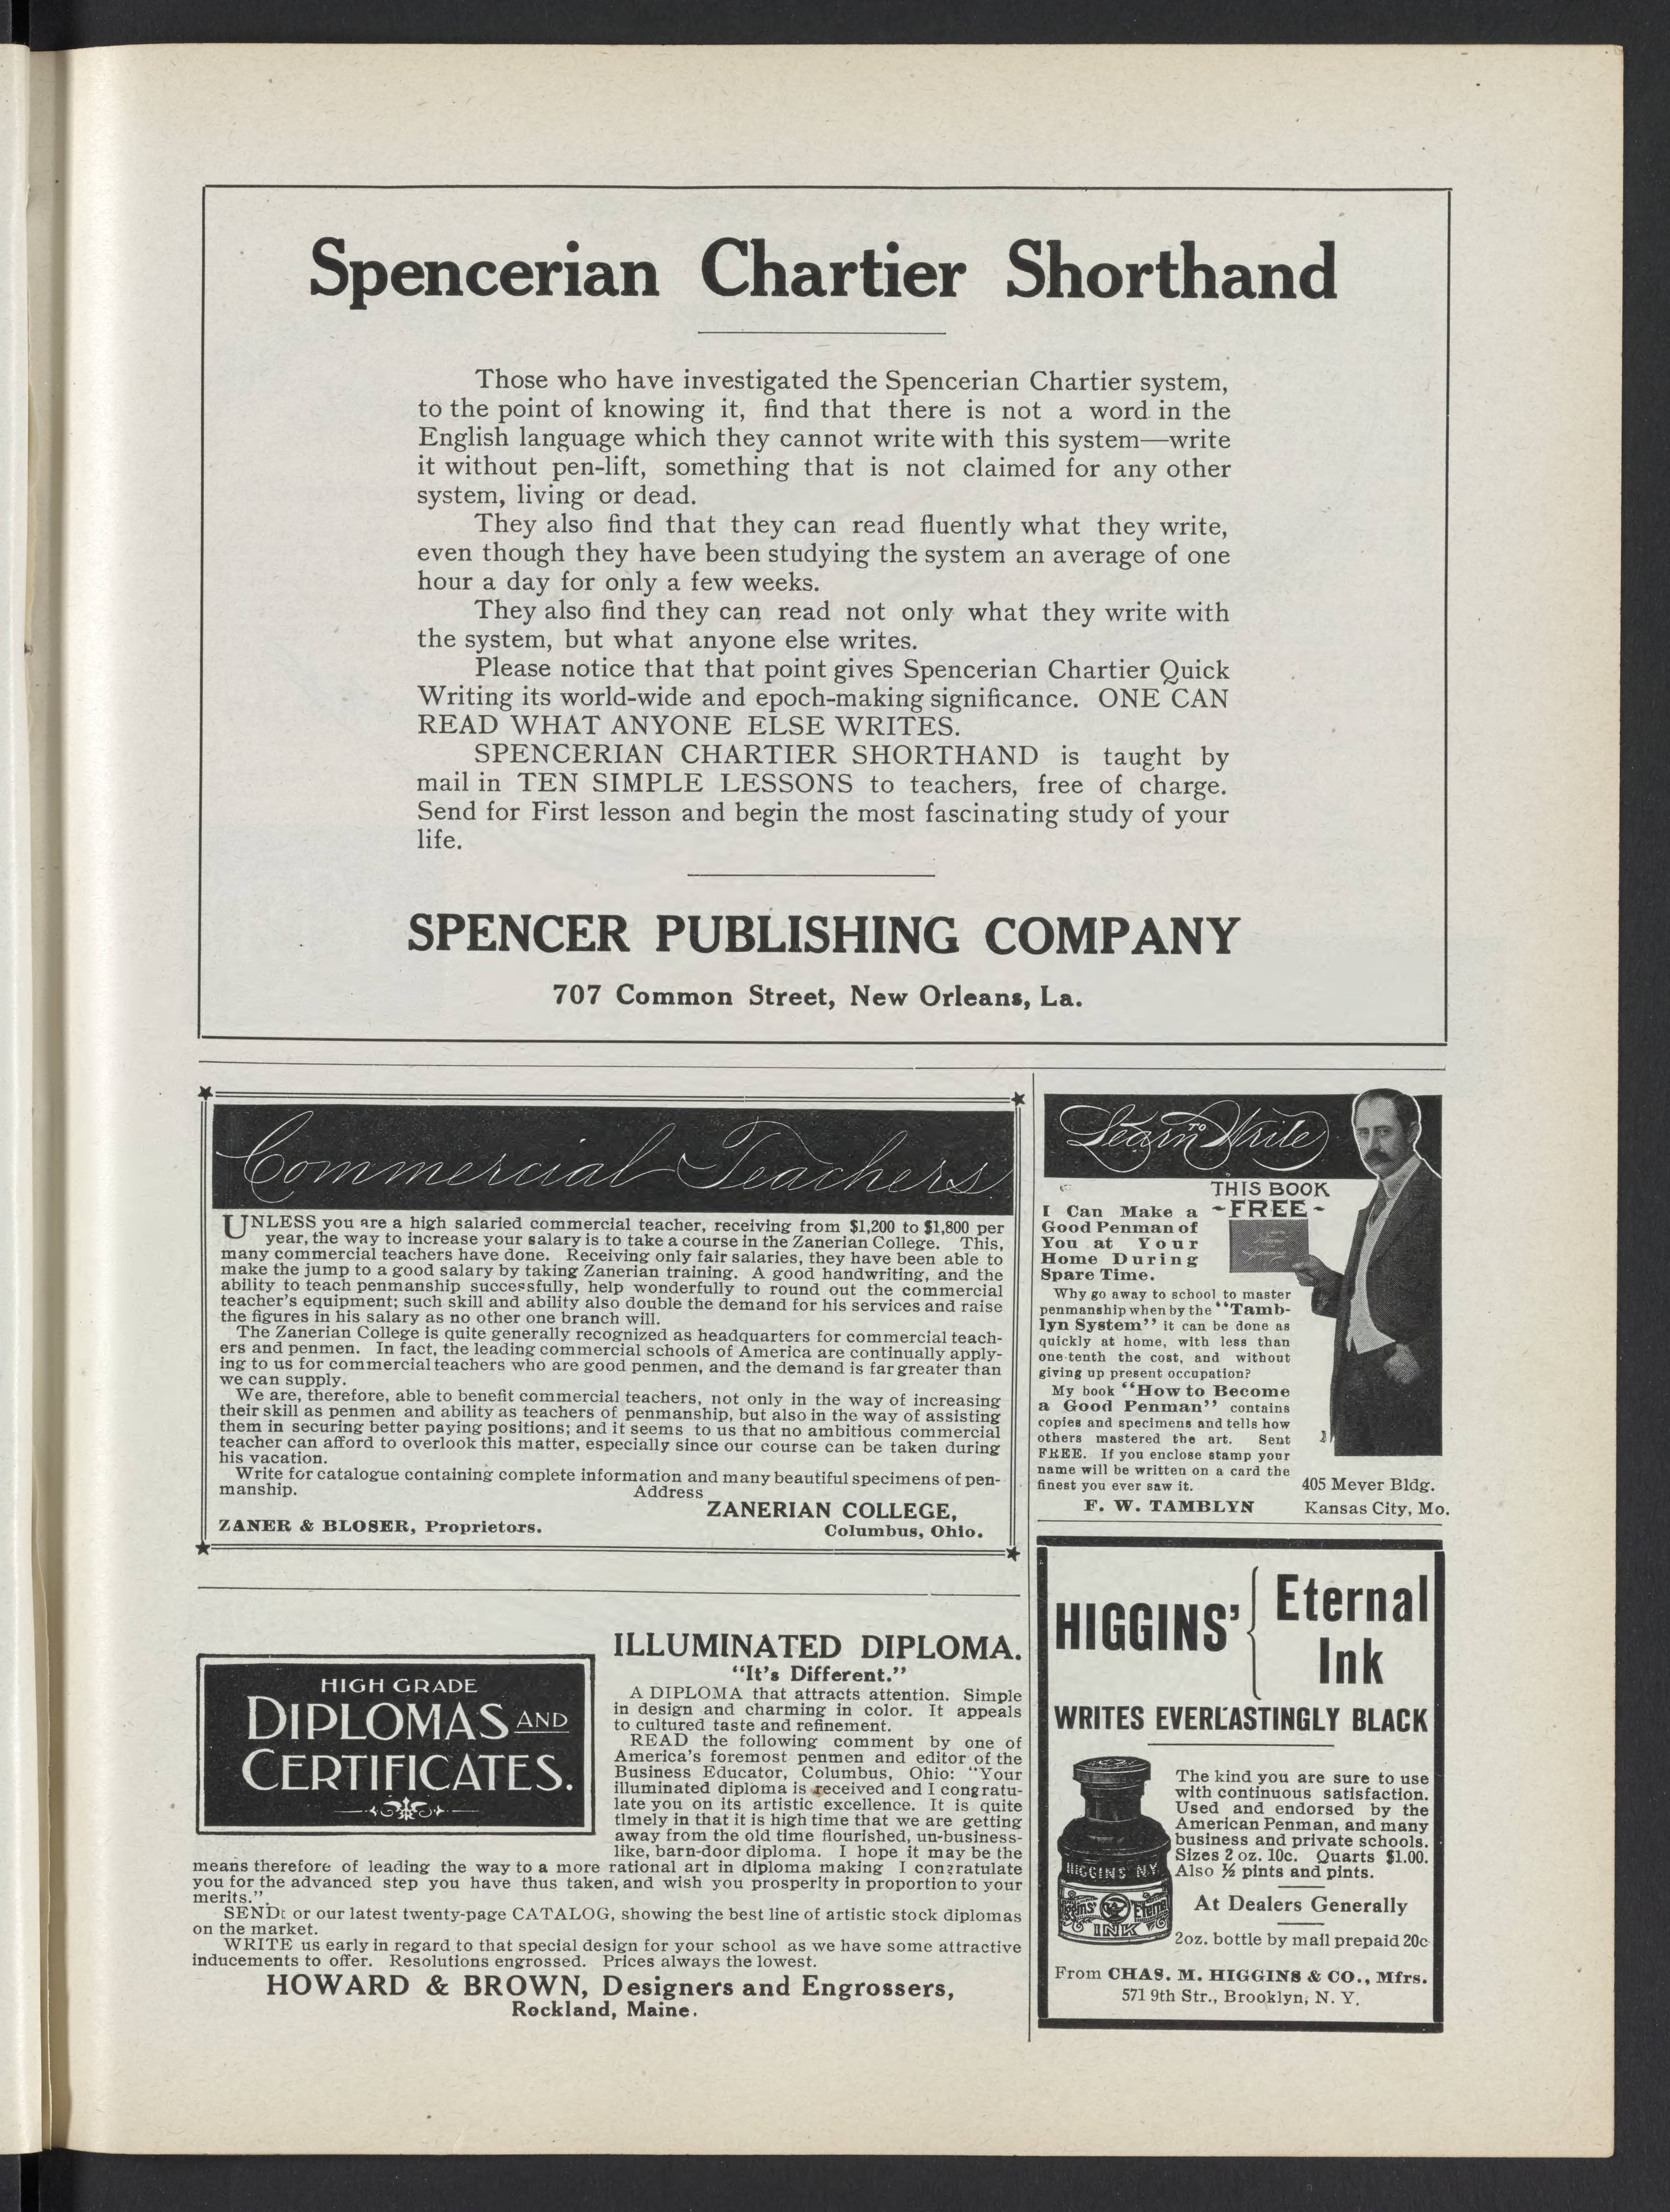 Spencerian Chartier Shorthand
Those who have investigated the Spencerian Chartier system,
to the point of knowing it, find that there is not a word in the
English language which they cannot write with this system—write
it without pen-lift, something that is not claimed for any other
system, living or dead.
They also find that they can read fluently what they write,
even though they have been studying the system an average of one
hour a day for only a few weeks.
They also find they can read not only what they write with
the system, but what anyone else writes.
Please notice that that point gives Spencerian Chartier Quick
Writing its world-wide and epoch-making significance. ONE CAN
READ WHAT ANYONE ELSE WRITES.
SPENCERIAN CHARTIER SHORTHAND is taught by
mail in TEN SIMPLE LESSONS to teachers, free of charge.
Send for First lesson and begin the most fascinating study of your
life.
SPENCER PUBLISHING COMPANY
707 Common Street, New Orleans, La.
Commercial Teachers
UNLESS you are a high salaried commercial teacher, receiving from $1,200 to $1,800 per
year, the way to increase your salary is to take a course in the Zanerian College. This,
many commercial teachers have done. Receiving only fair salaries, they have been able to
make the jump to a good salary by taking Zanerian training. A good handwriting, and the
ability to teach penmanship successfully, help wonderfully to round out the commercial
teacher's equipment; such skill and ability also double the demand for his services and raise
the figures in his salary as no other one branch will.
The Zanerian College is quite generally recognized as headquarters for commercial teach-
ers and penmen. In fact, the leading commercial schools of America are continually apply-
ing to us for commercial teachers who are good penmen, and the demand is far greater than
we can supply.
We are, therefore, able to benefit commercial teachers, not only in the way of increasing
their skill as penmen and ability as teachers of penmanship, but also in the way of assisting
them in securing better paying positions; and it seems to us that no ambitious commercial
teacher can afford to overlook this matter, especially since our course can be taken during
his vacation.
Write for catalogue containing complete information and many beautiful specimens of pen-
manship. Address
ZANERIAN COLLEGE,
ZANER & BLOSER, Proprietors. Columbus, Ohio.
Learn TO Write
THIS BOOK
~FREE~
I Can Make a
Good Penman of
You at Your
Home During
Spare Time.
Why go away to school to master
penmanship when by the "Tamb-
lyn System" it can be done as
quickly at home, with less than
one-tenth the cost, and without
giving up present occupation?
My book "How to Become
a Good Penman" contains
copies and specimens and tells how
others mastered the art. Sent
FREE. If you enclose stamp your
name will be written on a card the
finest you ever saw it.
405 Meyer Bldg.
F. W. TAMBLYN Kansas City, Mo.
HIGH GRADE
DIPLOMAS AND
CERTIFICATES.
ILLUMINATED DIPLOMA.
"It's Different."
A DIPLOMA that attracts attention. Simple
in design and charming in color. It appeals
to cultured taste and refinement.
READ the following comment by one of
America's foremost penmen and editor of the
Business Educator, Columbus, Ohio: "Your
illuminated diploma is received and I congratu-
late you on its artistic excellence. It is quite
timely in that it is high time that we are getting
away from the old time flourished, un-business-
like, barn-door diploma. I hope it may be the
means therefore of leading the way to a more rational art in diploma making I congratulate
you for the advanced step you have thus taken, and wish you prosperity in proportion to your
merits."
SENDt or our latest twenty-page CATALOG, showing the best line of artistic stock diplomas
on the market.
WRITE us early in regard to that special design for your school as we have some attractive
inducements to offer. Resolutions engrossed. Prices always the lowest.
HOWARD & BROWN, Designers and Engrossers,
Rockland, Maine.
HIGGINS' Eternal
Ink
WRITES EVERLASTINGLY BLACK
The kind you are sure to use
with continuous satisfaction.
Used and endorsed by the
American Penman, and many
business and private schools.
Sizes 2 oz. 10c. Quarts $1.00.
Also ½ pints and pints.
HIGGINS N.Y.
Higgins' Eternal
INK
At Dealers Generally
2oz. bottle by mail prepaid 20c
From CHAS. M. HIGGINS & CO., Mfrs.
571 9th Str., Brooklyn, N. Y.